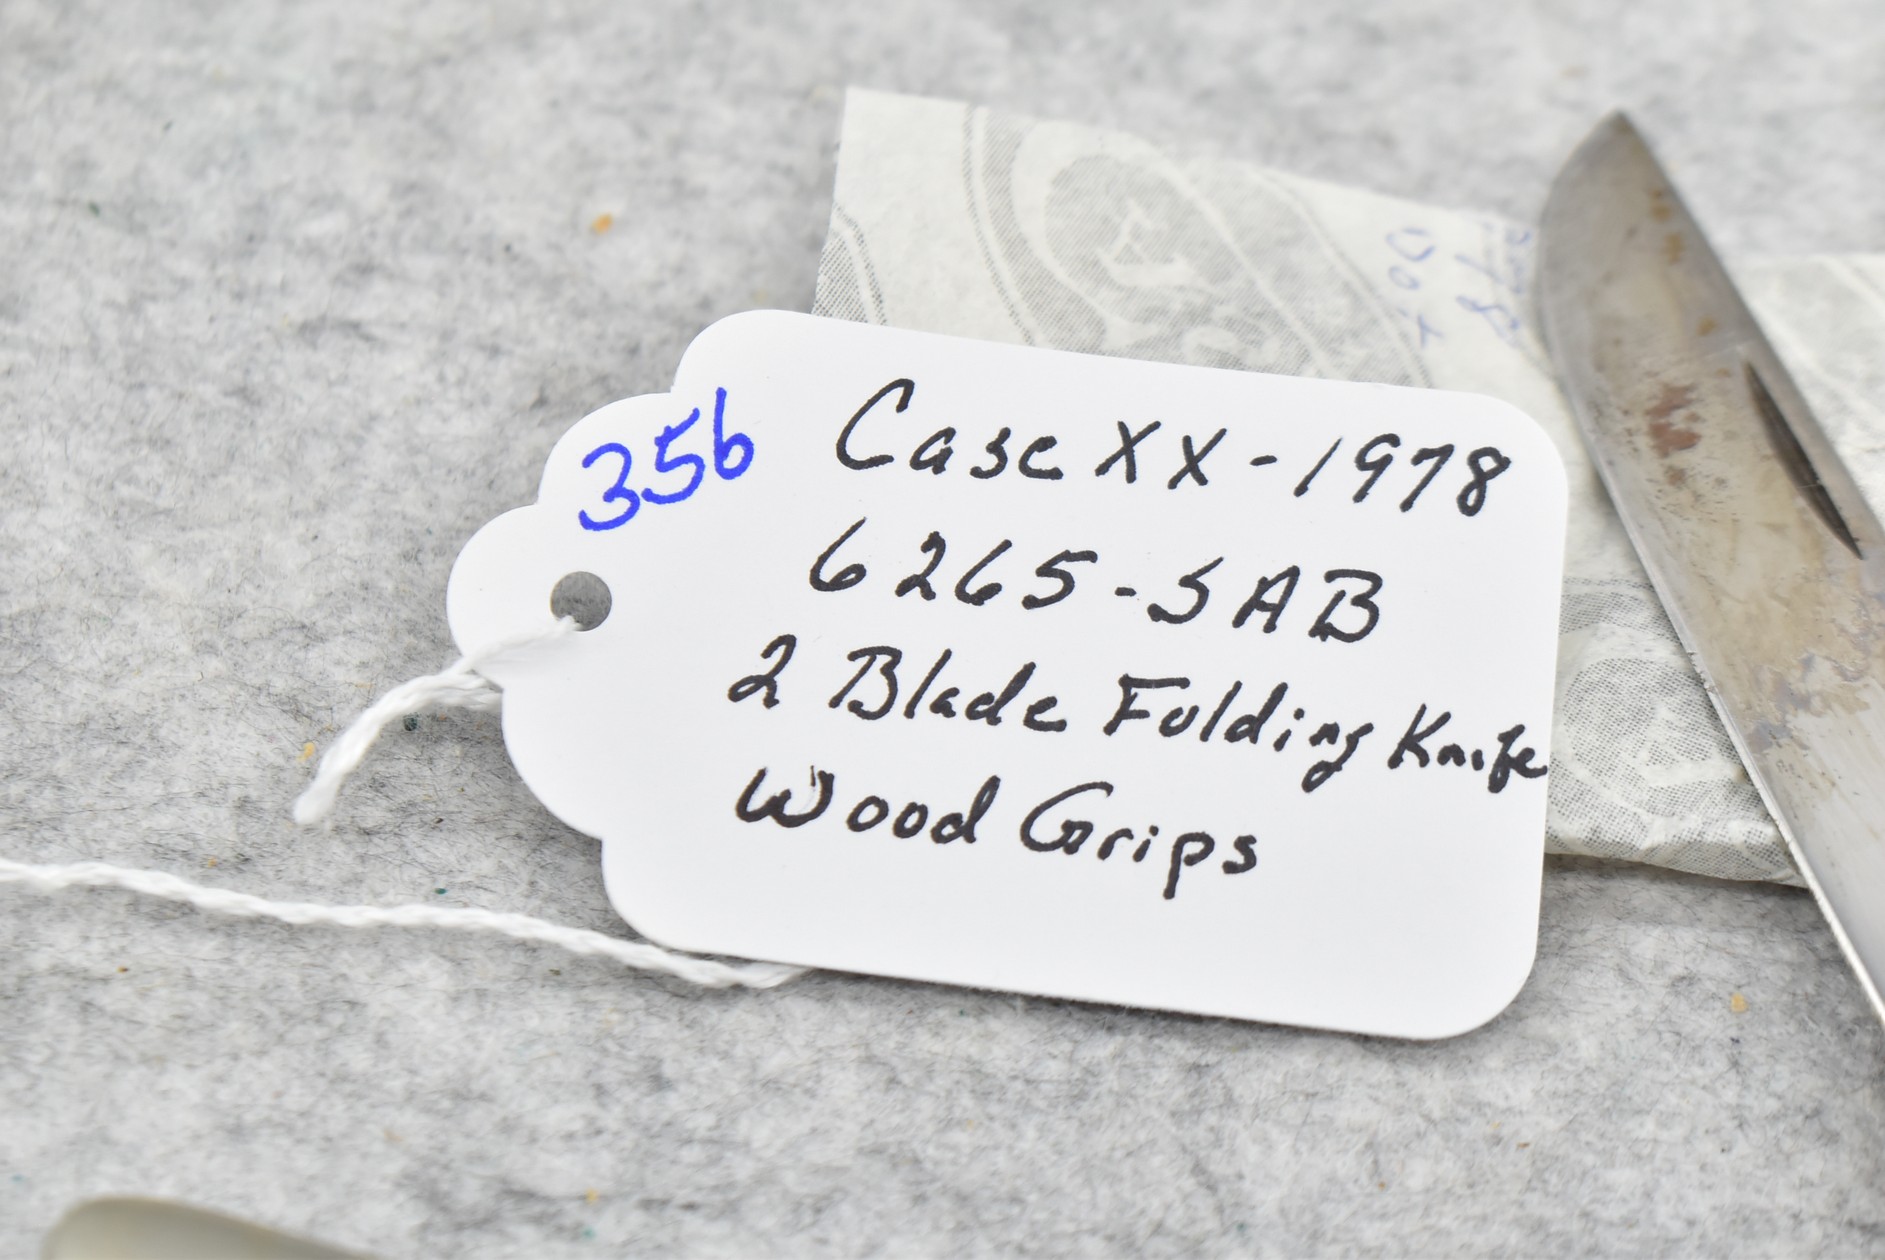 356
Case XX-1978
6265-SAB
2 Blade Folding Knife
Wood Grips